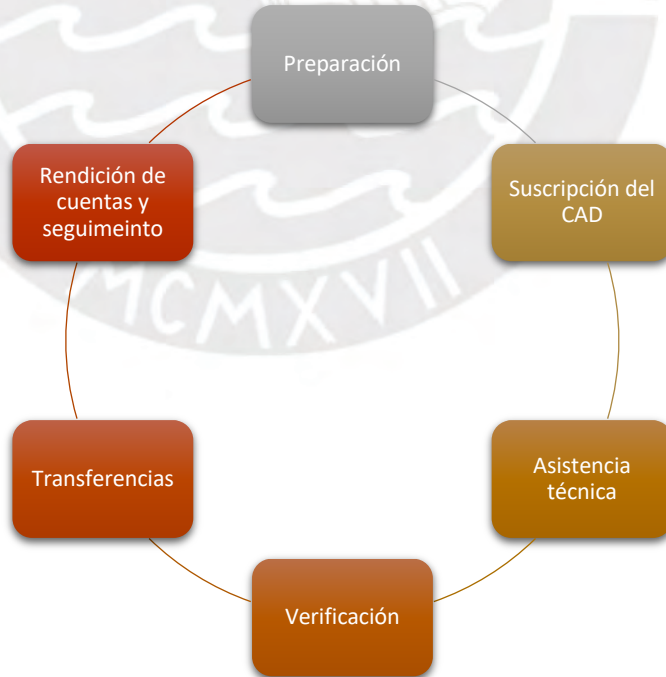 Preparación
Suscripción del
CAD
Asistencia
técnica
Verificación
Transferencias
Rendición de
cuentas y
seguimeinto
MCMXVII